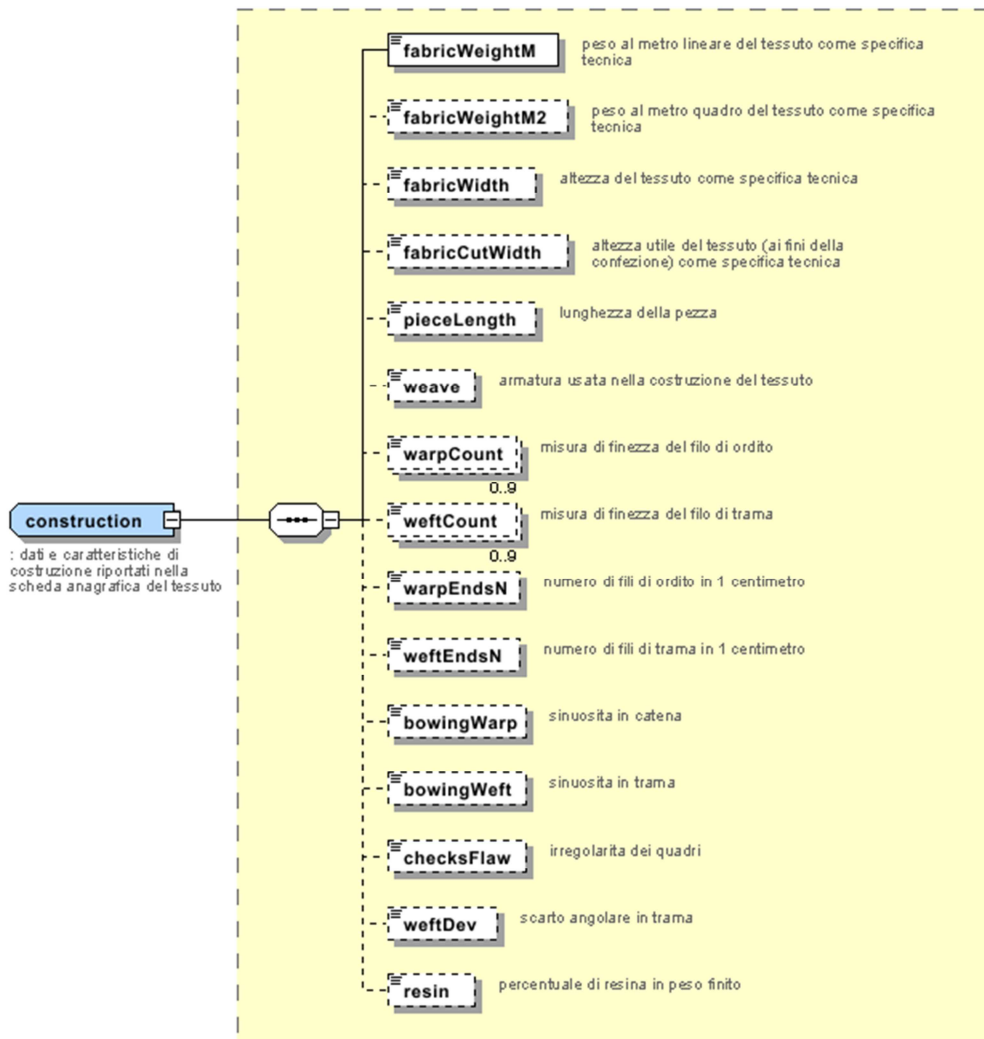 fabricWeightM
peso al metro lineare del tessuto come specifica
tecnica
fabricWeightM2
peso al metro quadro del tessuto come specifica
tecnica
fabricWidth
altezza del tessuto come specifica tecnica
fabricCutWidth
altezza utile del tessuto (ai fini della
confezione) come specifica tecnica
pieceLength
lunghezza della pezza
weave
armatura usata nella costruzione del tessuto
warpCount
misura di finezza del filo di ordito
0..9
construction
: dati e caratteristiche di
costruzione riportati nella
scheda anagrafica del tessuto
weftCount
misura di finezza del filo di trama
0..9
warpEndsN
numero di fili di ordito in 1 centimetro
weftEndsN
numero di fili di trama in 1 centimetro
bowingWarp
sinuosita in catena
bowingWeft
sinuosita in trama
checksFlaw
irregolarita dei quadri
weftDev
scarto angolare in trama
resin
percentuale di resina in peso finito